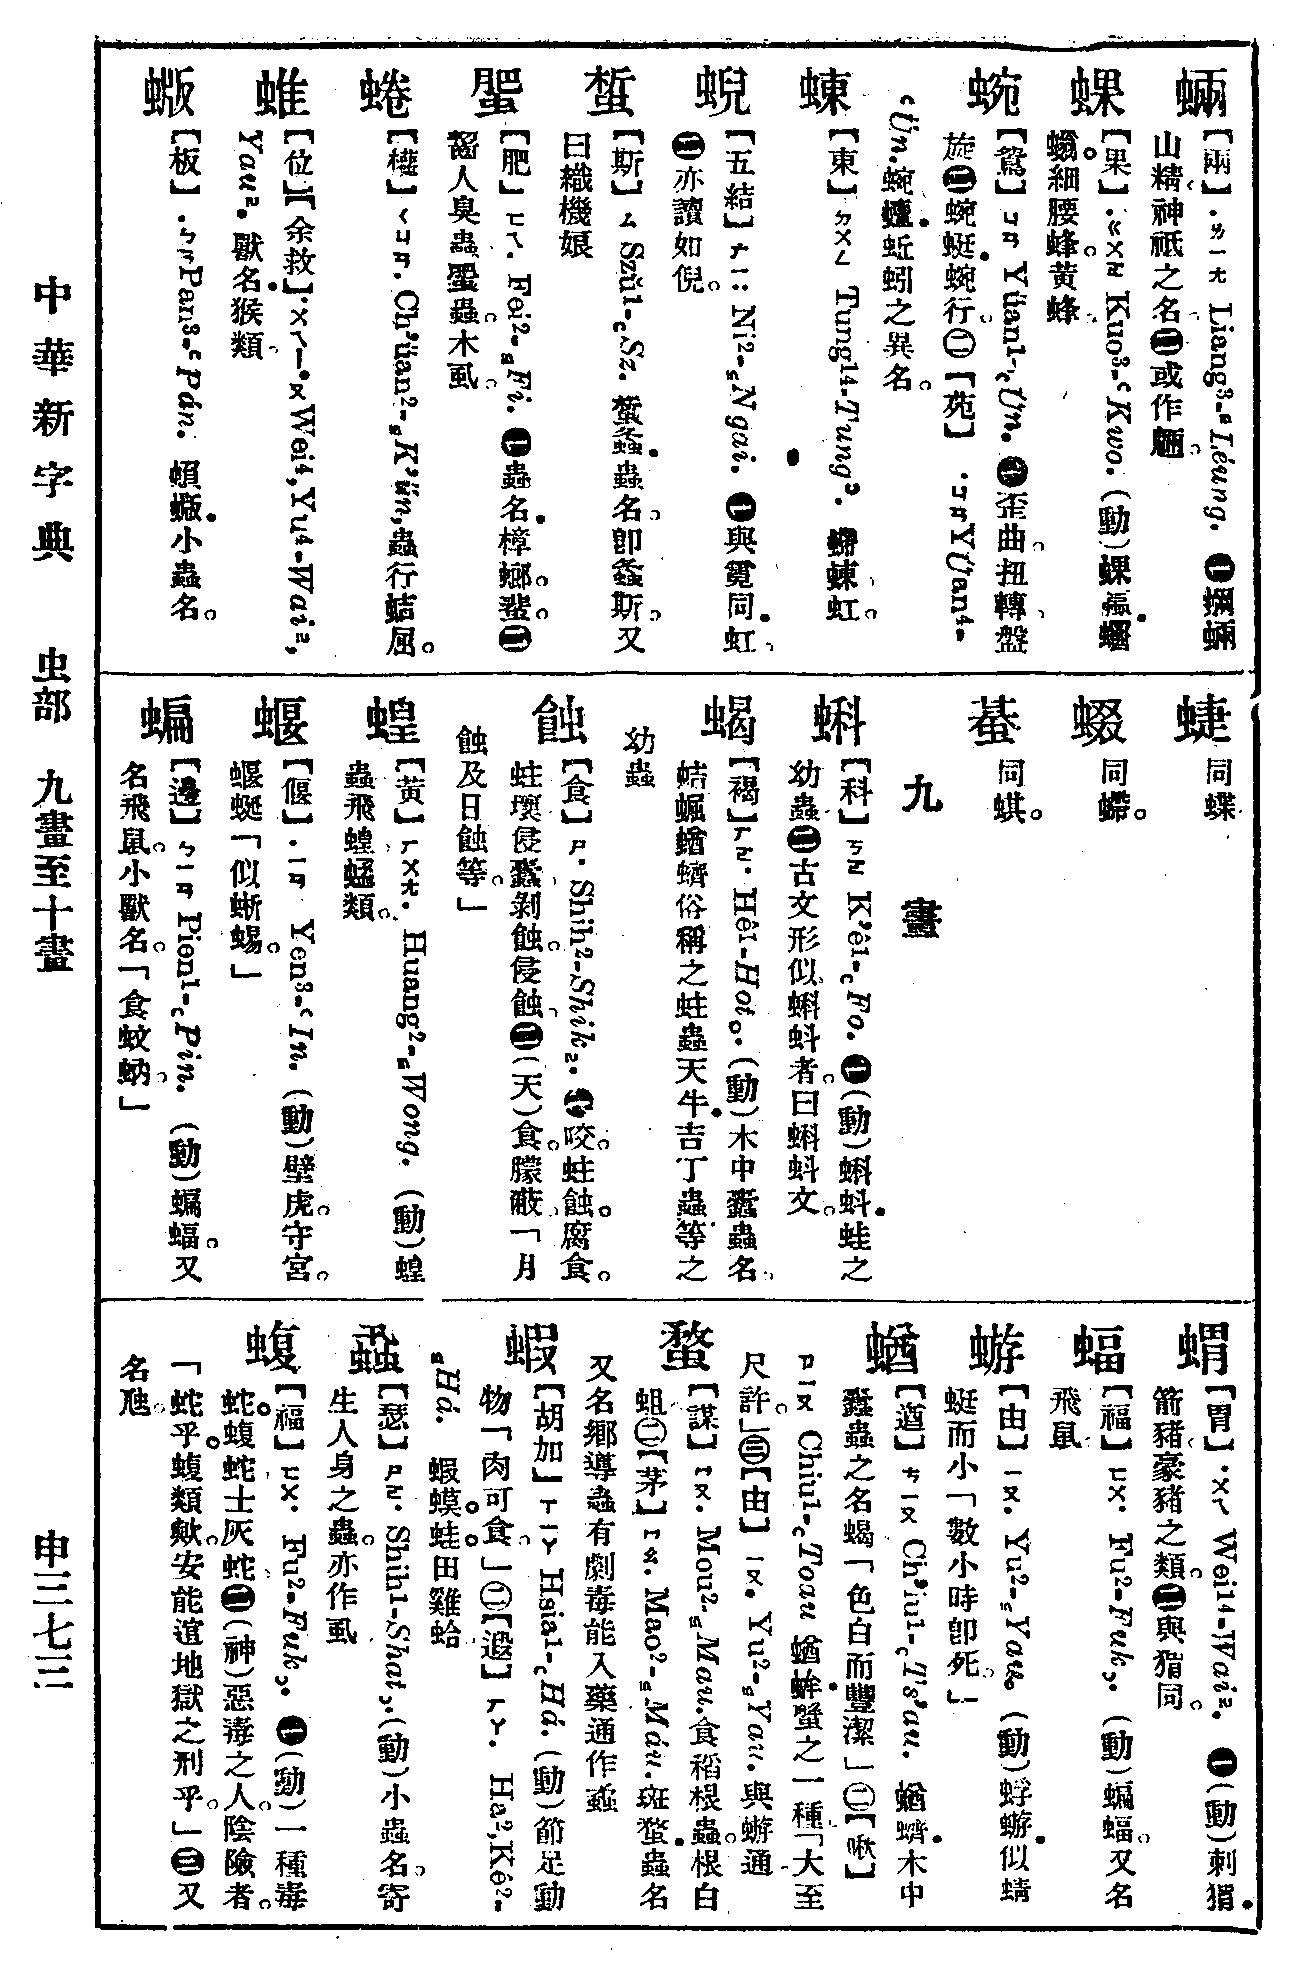 蜽
【兩】．ㄌㄧㄤ Liang³-ᶜLéung. ㊀蝄蜽
山精神祇之名㊁或作魎
蜾
【果】．ㄍㄨㄛ Kuo³-ᶜKwo.(動)蜾蠃蠮
螉細腰蜂黃蜂
蜿
【鴛】ㄩㄢ Yüan¹-Ün. ㊀歪曲扭轉盤
旋㊁蜿蜒蜿行㊂【苑】．ㄩㄢ Yüan⁴-
ᶜÜn.蜿蟺蚯蚓之異名
蝀
【東】ㄉㄨㄥ Tung¹⁴-Tung³. 螮蝀虹
蜺
【五結】ㄋㄧ: Ni²-Ngai. ㊀與霓同虹
㊁亦讀如倪
蜤
【斯】ㄙ Szŭ¹-Sz. 蜤螽蟲名卽螽斯又
曰織機娘
蜰
【肥】ㄈㄟ. Fei²-Fi. ㊀蟲名樟螂蜚㊁
齧人臭蟲蜰蟲木虱
蜷
【權】ㄑㄩㄢ. Ch'üan²-K'ün,蟲行蛣屈
蜼
【位】【余救】．ㄨㄟ—．ㄡ Wei⁴,Yu⁴-Wai²,
Yau². 獸名猴類
蝂
【板】．ㄅㄢ Pan³-ᶜPán. 蝜蝂小蟲名
蜨
同蝶
蝃
同螮
蜝
同蜞
九畫
蝌
【科】ㄎㄜ K'ê¹-Fo. ㊀(動)蝌蚪蛙之
幼蟲㊁古文形似蝌蚪者曰蝌蚪文
蝎
【褐】ㄏㄜ. Hê¹-Hot。.(動)木中蠹蟲名
蛣𧌑蝤蠐俗稱之蛀蟲天牛吉丁蟲等之
幼蟲
蝕
【食】ㄕ. Shih²-Shik₂. ㊀咬蛀蝕腐食
蛀壞侵蠹剝蝕侵蝕㊁(天)食朦蔽「月
蝕及日蝕等」
蝗
【黃】ㄏㄨㄤ. Huang²-Wong. (動)蝗
蟲飛蝗蜢類
蝘
【偃】．ㄧㄢ Yen³-ᶜIn. (動)壁虎守宮
蝘蜒「似蜥蜴」
蝙
【邊】ㄅㄧㄢ Pien¹-Pin. (動)蝙蝠又
名飛鼠小獸名「食蚊蚋」
蝟
【胃】．ㄨㄟ Wei¹⁴-Wai². ㊀(動)刺猬
箭豬豪豬之類㊁與猬同
蝠
【福】ㄈㄨ. Fu²-Fuk,. (動)蝙蝠又名
飛鼠
蝣
【由】ㄧㄡ. Yu²-Yau。(動)蜉蝣似蜻
蜓而小「數小時卽死」
蝤
【遒】ㄑㄧㄡ Ch'iu¹-Ts'au. 蝤蠐木中
蠹蟲之名蝎「色白而豐潔」㊁【啾】
ㄗㄧㄡ Chiu¹-Tsau 蝤蛑蟹之一種「大至
尺許」㊂【由】ㄧㄡ. Yu²-Yau.與蝣通
蝥
【謀】ㄇㄡ. Mou²-Mau.食稻根蟲根白
蛆㊁【茅】ㄇㄠ. Mao²-Máu.斑蝥蟲名
又名鄉導蟲有劇毒能入藥通作蟊
蝦
【胡加】ㄒㄧㄚ Hsia¹-Há.(動)節足動
物「肉可食」㊁【遐】ㄏㄚ. Ha²,Kê²-
Há. 蝦蟆蛙田雞蛤
蝨
【瑟】ㄕㄜ. Shih¹-Shat,.(動)小蟲名寄
生人身之蟲亦作虱
蝮
【福】ㄈㄨ. Fu²-Fuk,. ㊀(動)一種毒
蛇蝮蛇士灰蛇㊁(神)惡毒之人陰險者
「蛇乎蝮類歟安能逭地獄之刑乎」㊂又
名虺
中華新字典 虫部 九畫至十畫 申三七三